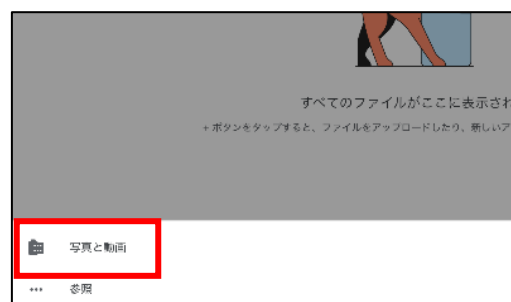 すべてのファイルがここに表示され
+ ボタンをタップすると、ファイルをアップロードしたり、新しいア
写真と動画
参照